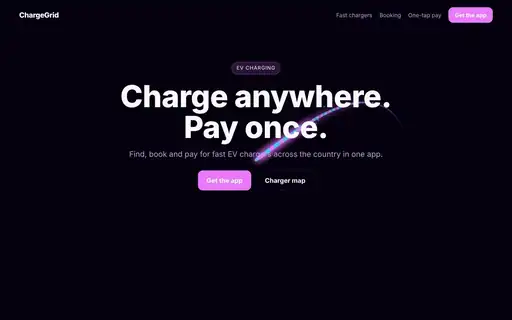 ChargeGrid
Fast chargers
Booking
One-tap pay
Get the app
EV CHARGING
Charge anywhere.
Pay once.
Find, book and pay for fast EV chargers across the country in one app.
Get the app
Charger map